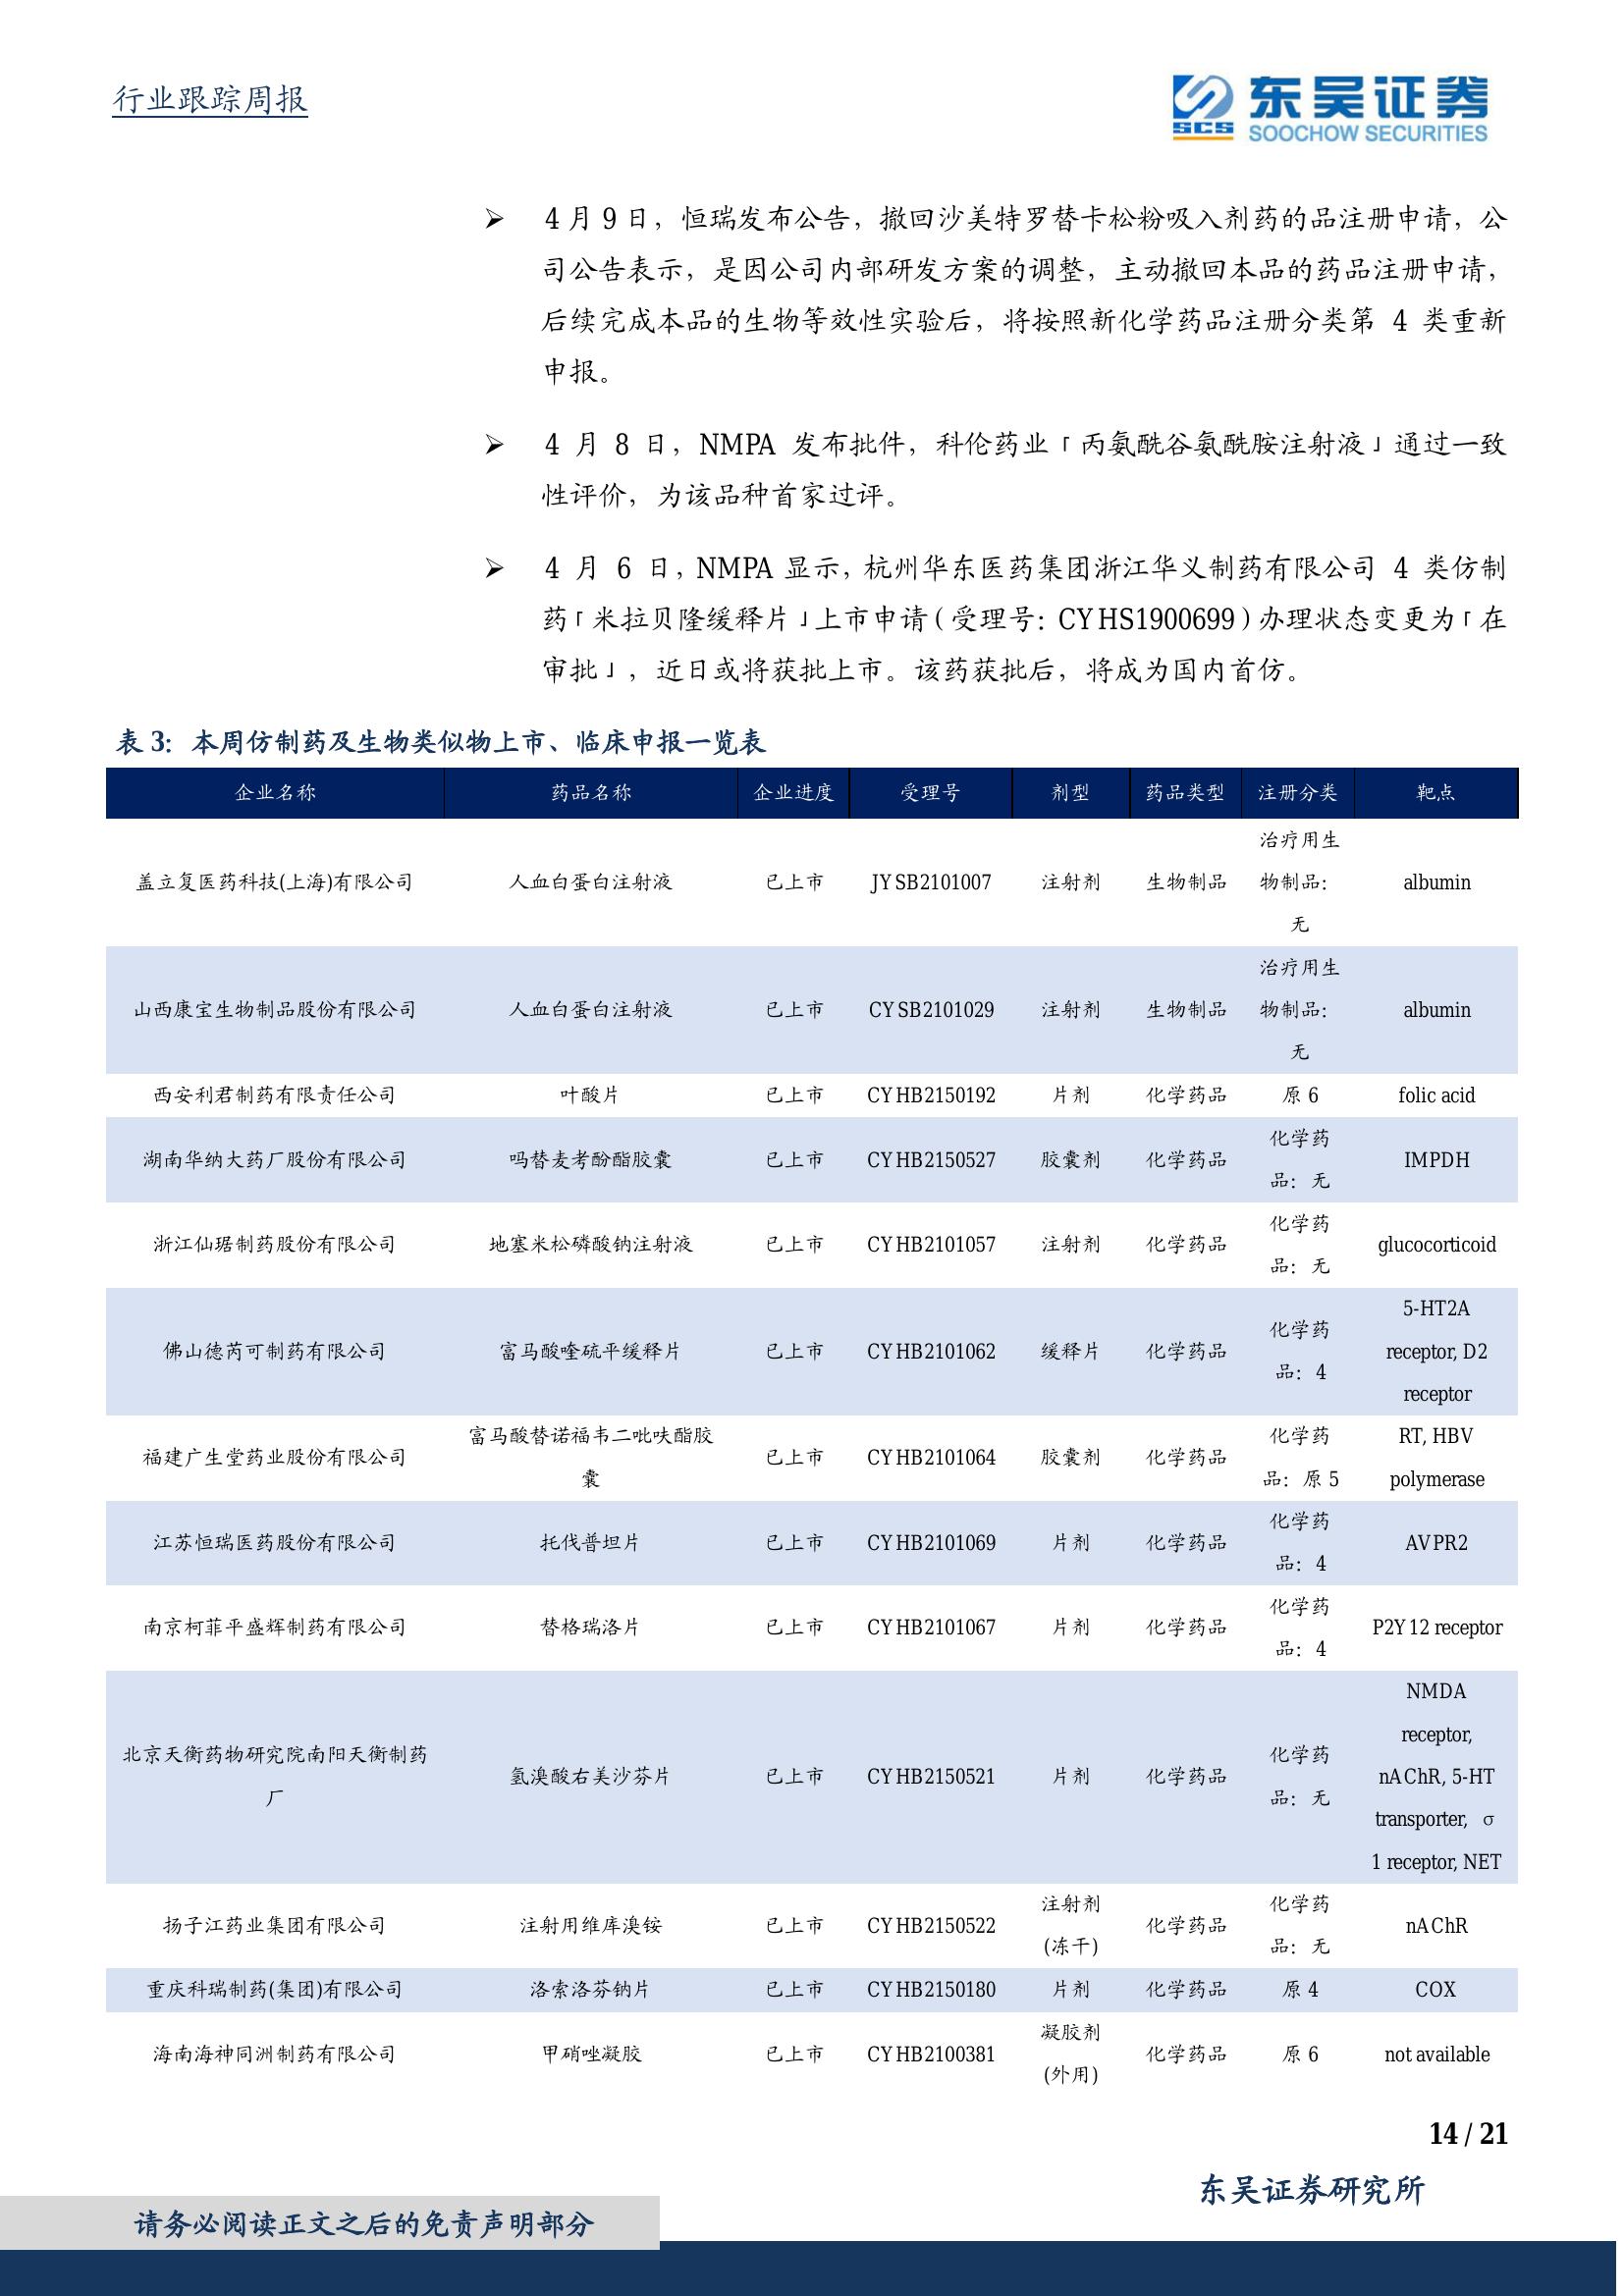 行业跟踪周报
东吴证券
SCS
SOOCHOW SECURITIES
➢ 4 月 9 日，恒瑞发布公告，撤回沙美特罗替卡松粉吸入剂药的品注册申请，公
司公告表示，是因公司内部研发方案的调整，主动撤回本品的药品注册申请，
后续完成本品的生物等效性实验后，将按照新化学药品注册分类第 4 类重新
申报。
➢ 4 月 8 日，NMPA 发布批件，科伦药业「丙氨酰谷氨酰胺注射液」通过一致
性评价，为该品种首家过评。
➢ 4 月 6 日，NMPA 显示，杭州华东医药集团浙江华义制药有限公司 4 类仿制
药「米拉贝隆缓释片」上市申请（受理号：CYHS1900699）办理状态变更为「在
审批」，近日或将获批上市。该药获批后，将成为国内首仿。
表 3：本周仿制药及生物类似物上市、临床申报一览表
企业名称 药品名称 企业进度 受理号 剂型 药品类型 注册分类 靶点
治疗用生
盖立复医药科技(上海)有限公司 人血白蛋白注射液 已上市 JYSB2101007 注射剂 生物制品 物制品： albumin
无
治疗用生
山西康宝生物制品股份有限公司 人血白蛋白注射液 已上市 CYSB2101029 注射剂 生物制品 物制品： albumin
无
西安利君制药有限责任公司 叶酸片 已上市 CYHB2150192 片剂 化学药品 原 6 folic acid
化学药
湖南华纳大药厂股份有限公司 吗替麦考酚酯胶囊 已上市 CYHB2150527 胶囊剂 化学药品 IMPDH
品：无
化学药
浙江仙琚制药股份有限公司 地塞米松磷酸钠注射液 已上市 CYHB2101057 注射剂 化学药品 glucocorticoid
品：无
5-HT2A
化学药
佛山德芮可制药有限公司 富马酸喹硫平缓释片 已上市 CYHB2101062 缓释片 化学药品 receptor, D2
品：4
receptor
富马酸替诺福韦二吡呋酯胶 化学药 RT, HBV
福建广生堂药业股份有限公司 已上市 CYHB2101064 胶囊剂 化学药品
囊 品：原 5 polymerase
化学药
江苏恒瑞医药股份有限公司 托伐普坦片 已上市 CYHB2101069 片剂 化学药品 AVPR2
品：4
化学药
南京柯菲平盛辉制药有限公司 替格瑞洛片 已上市 CYHB2101067 片剂 化学药品 P2Y12 receptor
品：4
NMDA
receptor,
北京天衡药物研究院南阳天衡制药 化学药
氢溴酸右美沙芬片 已上市 CYHB2150521 片剂 化学药品 nAChR, 5-HT
厂 品：无
transporter, σ
1 receptor, NET
注射剂 化学药
扬子江药业集团有限公司 注射用维库溴铵 已上市 CYHB2150522 化学药品 nAChR
(冻干) 品：无
重庆科瑞制药(集团)有限公司 洛索洛芬钠片 已上市 CYHB2150180 片剂 化学药品 原 4 COX
凝胶剂
海南海神同洲制药有限公司 甲硝唑凝胶 已上市 CYHB2100381 化学药品 原 6 not available
(外用)
14 / 21
东吴证券研究所
请务必阅读正文之后的免责声明部分